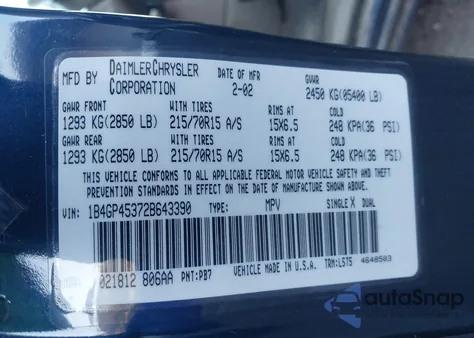 MFD BY DAIMLERCHRYSLER CORPORATION DATE OF MFR 2-02 GVWR 2450 KG(05400 LB)
GAWR FRONT WITH TIRES RIMS AT COLD
1293 KG(2850 LB) 215/70R15 A/S 15X6.5 248 KPA(36 PSI)
GAWR REAR WITH TIRES RIMS AT COLD
1293 KG(2850 LB) 215/70R15 A/S 15X6.5 248 KPA(36 PSI)
THIS VEHICLE CONFORMS TO ALL APPLICABLE FEDERAL MOTOR VEHICLE SAFETY
AND THEFT PREVENTION STANDARDS IN EFFECT ON THE DATE OF MANUFACTURE SHOWN ABOVE.
VIN: 1B4GP45372B643390 TYPE: MPV SINGLE X DUAL
021812 806AA PNT:PB7 VEHICLE MADE IN U.S.A. TRM:LST5 4648503
autoSnap